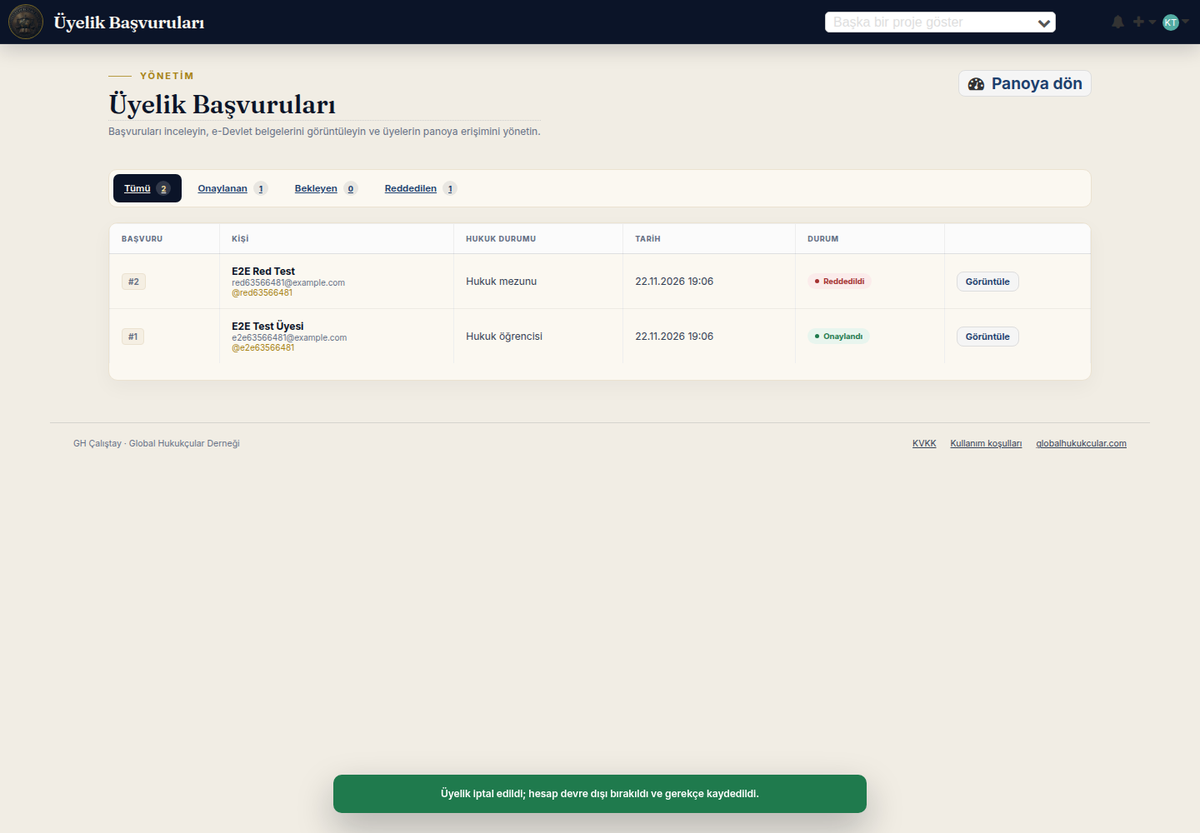 Üyelik Başvuruları
Başka bir proje göster
KT
YÖNETİM
Üyelik Başvuruları
Panoya dön
Başvuruları inceleyin, e-Devlet belgelerini görüntüleyin ve üyelerin panoya erişimini yönetin.
Tümü 2 Onaylanan 1 Bekleyen 0 Reddedilen 1
BAŞVURU KİŞİ HUKUK DURUMU TARİH DURUM
#2 E2E Red Test Hukuk mezunu 22.11.2026 19:06 Reddedildi Görüntüle
red63566481@example.com
@red63566481
#1 E2E Test Üyesi Hukuk öğrencisi 22.11.2026 19:06 Onaylandı Görüntüle
e2e63566481@example.com
@e2e63566481
GH Çalıştay · Global Hukukçular Derneği
KVKK Kullanım koşulları globalhukukcular.com
Üyelik iptal edildi; hesap devre dışı bırakıldı ve gerekçe kaydedildi.